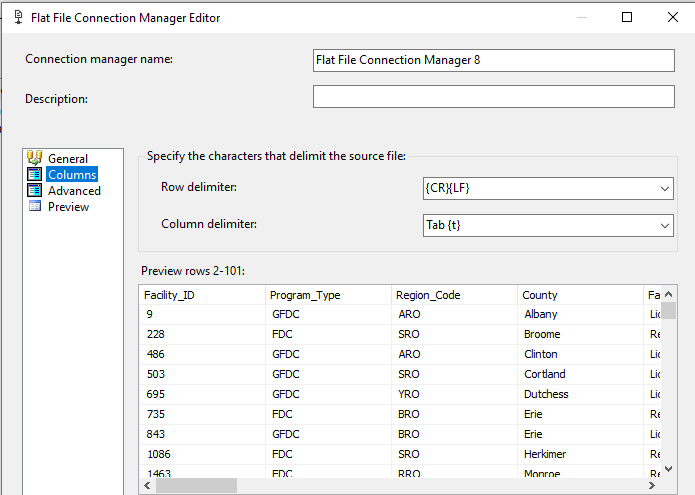 Flat File Connection Manager Editor
Connection manager name: Flat File Connection Manager 8
Description:
General
Columns
Advanced
Preview
Specify the characters that delimit the source file:
Row delimiter: {CR}{LF}
Column delimiter: Tab {t}
Preview rows 2-101:
Facility_ID Program_Type Region_Code County Fa
9 GFDC ARO Albany Lic
228 FDC SRO Broome Re
486 GFDC ARO Clinton Lic
503 GFDC SRO Cortland Lic
695 GFDC YRO Dutchess Lic
735 FDC BRO Erie Re
843 GFDC BRO Erie Lic
1086 FDC SRO Herkimer Re
1463 FDC RRO Monroe Re